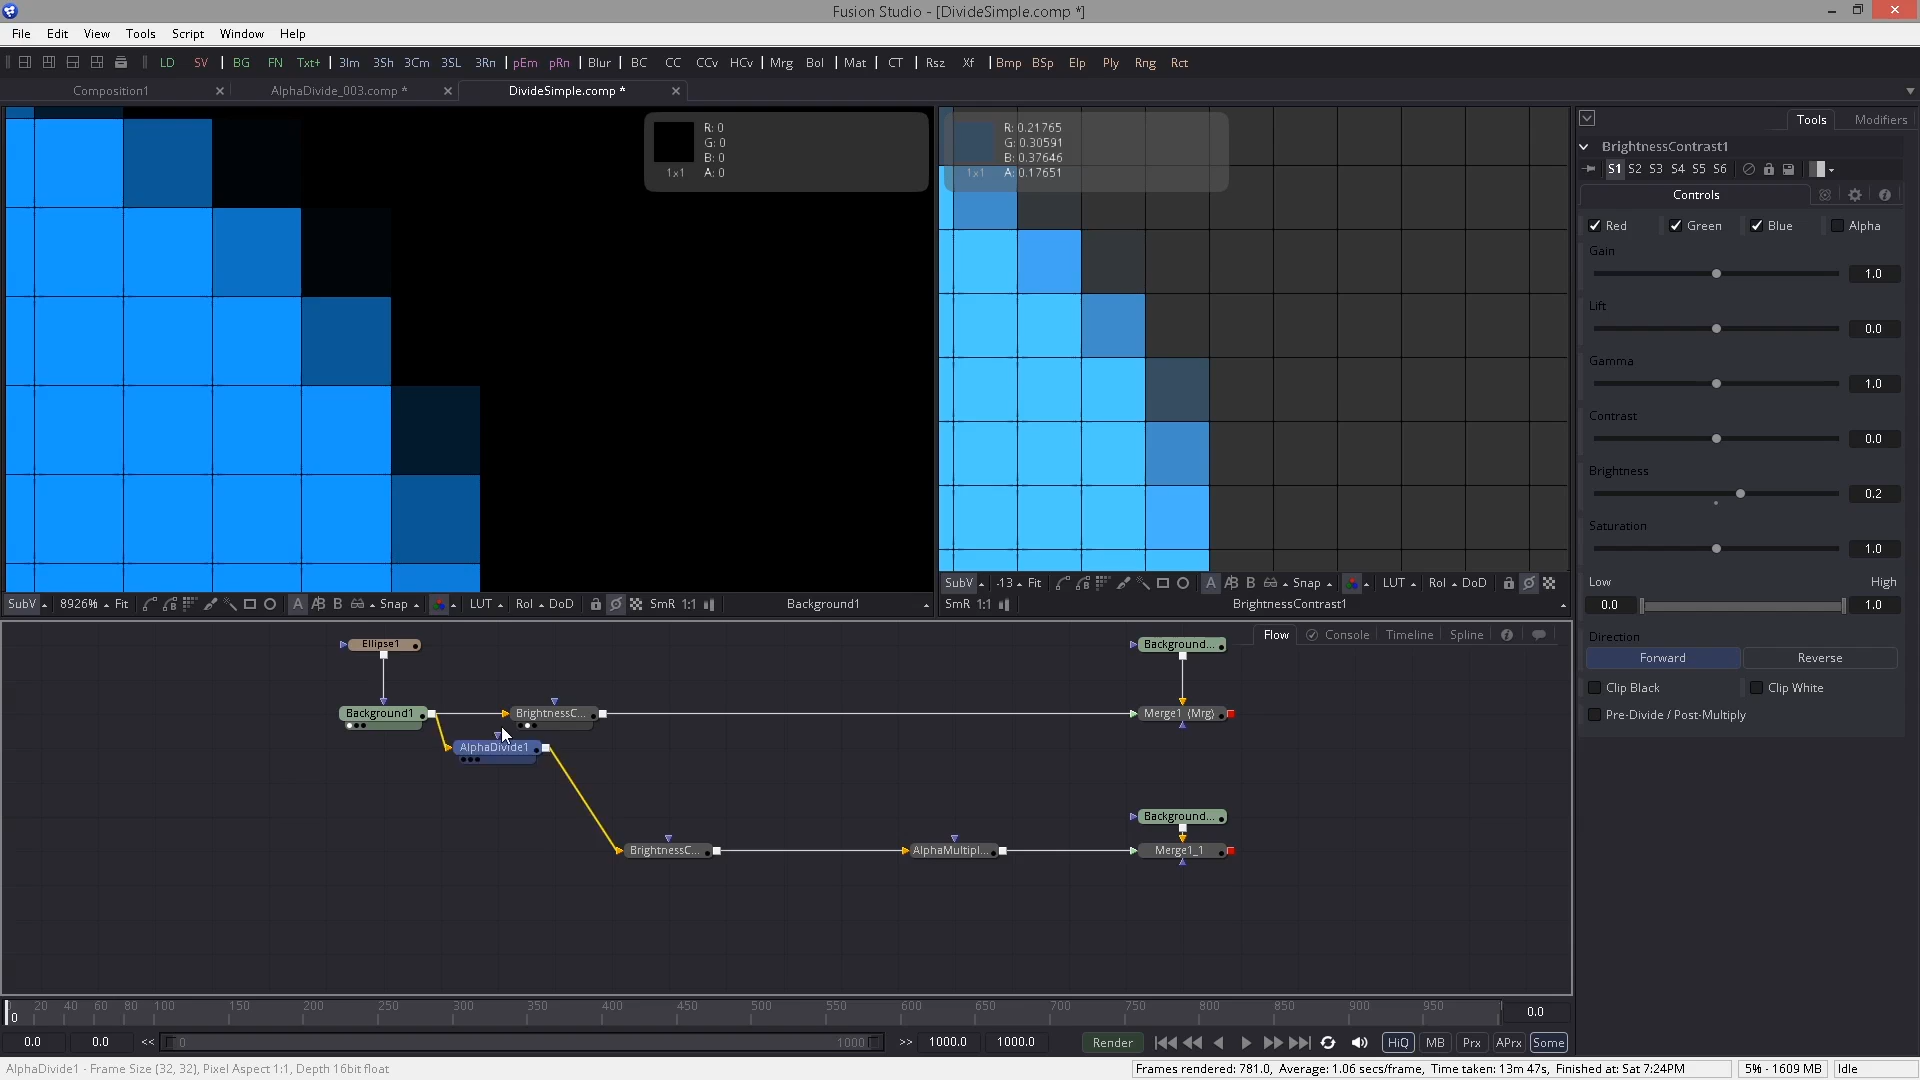 Fusion Studio - [DivideSimple.comp *]
File Edit View Tools Script Window Help
LD SV BG FN Txt+ 3Im 3Sh 3Cm 3SL 3Rn pEm pRn Blur BC CC CCv HCv Mrg Bol Mat CT Rsz Xf Bmp BSp Elp Ply Rng Rct
Composition1 AlphaDivide_003.comp * DivideSimple.comp *
R: 0
G: 0
B: 0
1x1 A: 0
R: 0.21765
G: 0.30591
B: 0.37646
1x1 A: 0.17651
Tools Modifiers
BrightnessContrast1
S1 S2 S3 S4 S5 S6
Controls
Red Green Blue Alpha
Gain
1.0
Lift
0.0
Gamma
1.0
Contrast
0.0
Brightness
0.2
Saturation
1.0
Low High
0.0 1.0
Direction
Forward Reverse
Clip Black Clip White
Pre-Divide / Post-Multiply
SubV 8926% Fit A B Snap LUT RoI DoD SmR 1:1 Background1
SubV -13 Fit A B Snap LUT RoI DoD
SmR 1:1 BrightnessContrast1
Flow Console Timeline Spline
Ellipse1 Background...
Background1 BrightnessC... Merge1 (Mrg)
AlphaDivide1
Background...
BrightnessC... AlphaMultipl... Merge1_1
0 20 40 60 80 100 150 200 250 300 350 400 450 500 550 600 650 700 750 800 850 900 950 0.0
0.0 0.0 << 0 1000 >> 1000.0 1000.0 Render HiQ MB Prx APrx Some
AlphaDivide1 - Frame Size (32, 32), Pixel Aspect 1:1, Depth 16bit float
Frames rendered: 781.0, Average: 1.06 secs/frame, Time taken: 13m 47s, Finished at: Sat 7:24PM
5% - 1609 MB
Idle